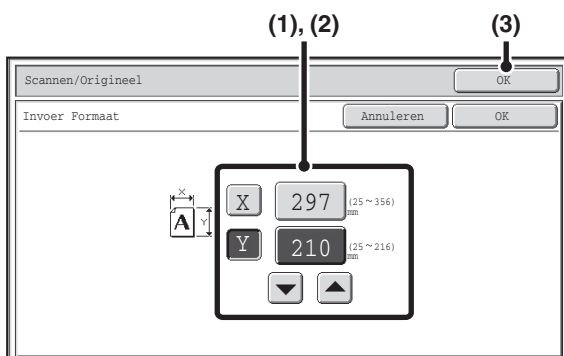 (1), (2) (3)
Scannen/Origineel OK
Invoer Formaat Annuleren OK
X 297 (25~356) mm
X
A Y
Y 210 (25~216) mm